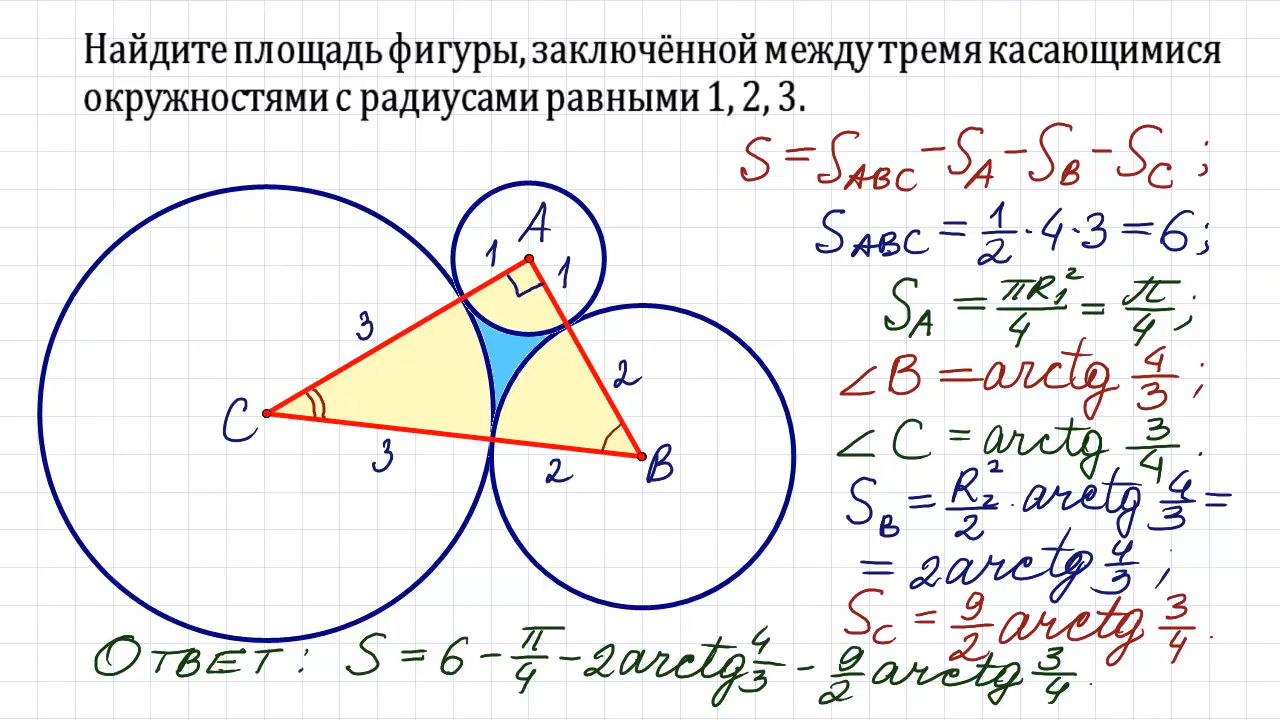 Найдите площадь фигуры, заключённой между тремя касающимися
окружностями с радиусами равными 1, 2, 3.
S = S_ABC - S_A - S_B - S_C ;
S_ABC = 1/2 · 4 · 3 = 6;
S_A = πR₁²/4 = π/4;
∠B = arctg 4/3;
∠C = arctg 3/4.
S_B = R₂²/2 · arctg 4/3 =
= 2arctg 4/3;
S_C = 9/2 arctg 3/4.
A
1
1
3
2
C
3
2
B
Ответ: S = 6 - π/4 - 2arctg 4/3 - 9/2 arctg 3/4.